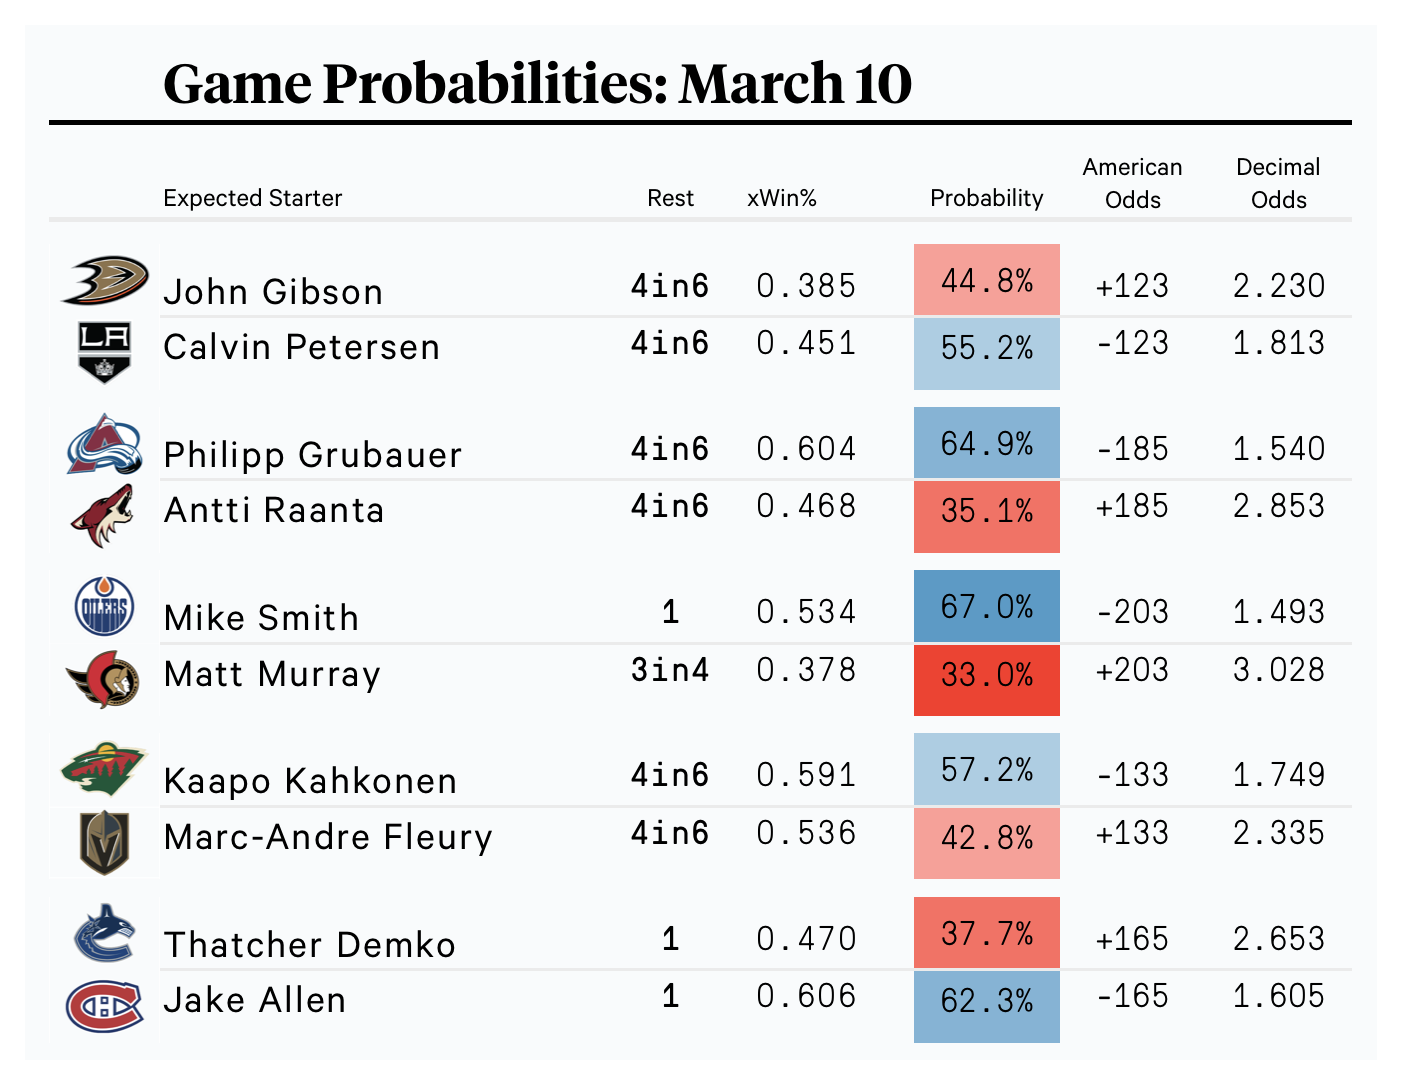 Game Probabilities: March 10
Expected Starter Rest xWin% Probability American Odds Decimal Odds
John Gibson 4in6 0.385 44.8% +123 2.230
LA
Calvin Petersen 4in6 0.451 55.2% -123 1.813
Philipp Grubauer 4in6 0.604 64.9% -185 1.540
Antti Raanta 4in6 0.468 35.1% +185 2.853
OILERS
Mike Smith 1 0.534 67.0% -203 1.493
Matt Murray 3in4 0.378 33.0% +203 3.028
Kaapo Kahkonen 4in6 0.591 57.2% -133 1.749
Marc-Andre Fleury 4in6 0.536 42.8% +133 2.335
Thatcher Demko 1 0.470 37.7% +165 2.653
Jake Allen 1 0.606 62.3% -165 1.605